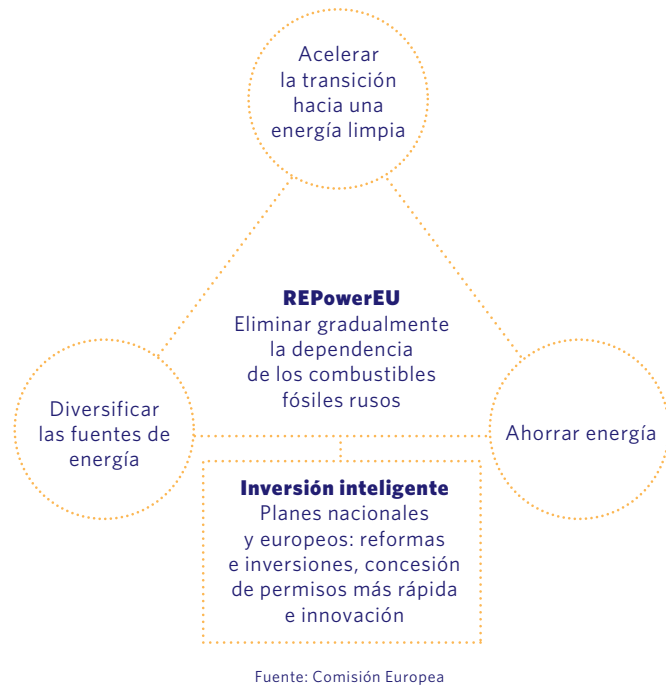 Acelerar
la transición
hacia una
energía limpia
REPowerEU
Eliminar gradualmente
la dependencia
de los combustibles
fósiles rusos
Diversificar
las fuentes de
energía
Ahorrar energía
Inversión inteligente
Planes nacionales
y europeos: reformas
e inversiones, concesión
de permisos más rápida
e innovación
Fuente: Comisión Europea